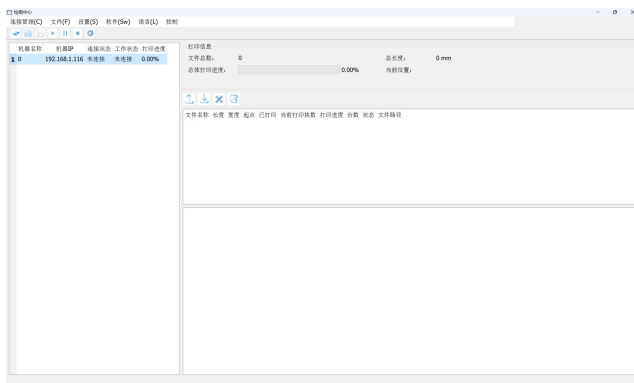 绘图中心
连接管理(C) 文件(F) 设置(S) 软件(Sw) 语言(L) 控制
机器名称 机器IP 连接状态 工作状态 打印进度
1 0 192.168.1.116 未连接 未连接 0.00%
打印信息
文件总数： 0 总长度： 0 mm
总体打印进度： 0.00% 当前位置：
文件名称 长度 宽度 起点 已打印 当前打印块数 打印进度 份数 状态 文件路径